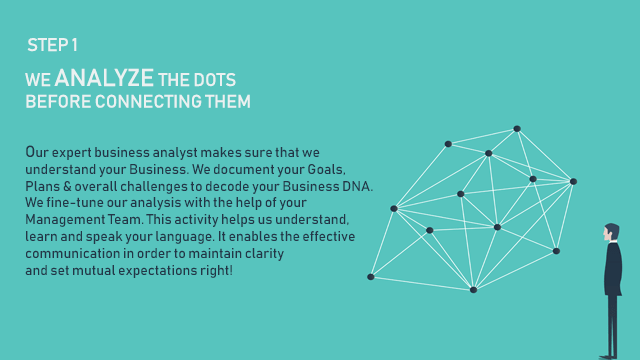 STEP 1
WE ANALYZE THE DOTS
BEFORE CONNECTING THEM
Our expert business analyst makes sure that we
understand your Business. We document your Goals,
Plans & overall challenges to decode your Business DNA.
We fine-tune our analysis with the help of your
Management Team. This activity helps us understand,
learn and speak your language. It enables the effective
communication in order to maintain clarity
and set mutual expectations right!